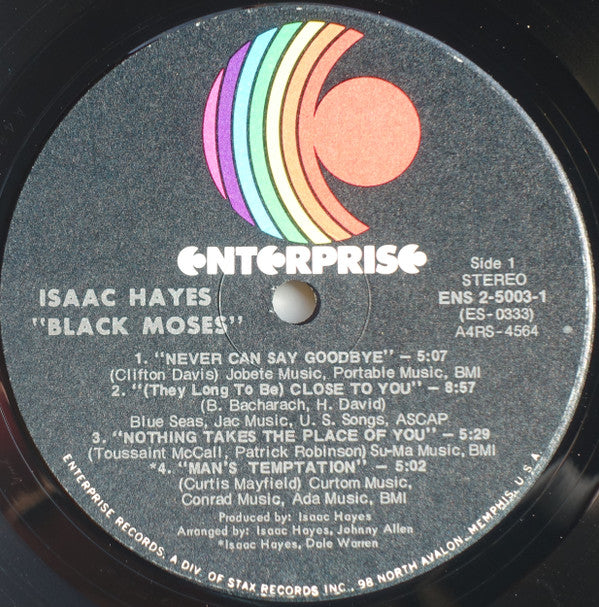 ENTERPRISE
Side 1
STEREO
ENS 2-5003-1
(ES-0333)
A4RS-4564
ISAAC HAYES
"BLACK MOSES"
1. "NEVER CAN SAY GOODBYE" — 5:07
(Clifton Davis) Jobete Music, Portable Music, BMI
2. "(They Long To Be) CLOSE TO YOU" — 8:57
(B. Bacharach, H. David)
Blue Seas, Jac Music, U. S. Songs, ASCAP
3. "NOTHING TAKES THE PLACE OF YOU" — 5:29
(Toussaint McCall, Patrick Robinson) Su-Ma Music, BMI
*4. "MAN'S TEMPTATION" — 5:02
(Curtis Mayfield) Curtom Music,
Conrad Music, Ada Music, BMI
Produced by: Isaac Hayes
Arranged by: Isaac Hayes, Johnny Allen
*Isaac Hayes, Dale Warren
ENTERPRISE RECORDS, A DIV. OF STAX RECORDS INC., 98 NORTH AVALON, MEMPHIS, U.S.A.